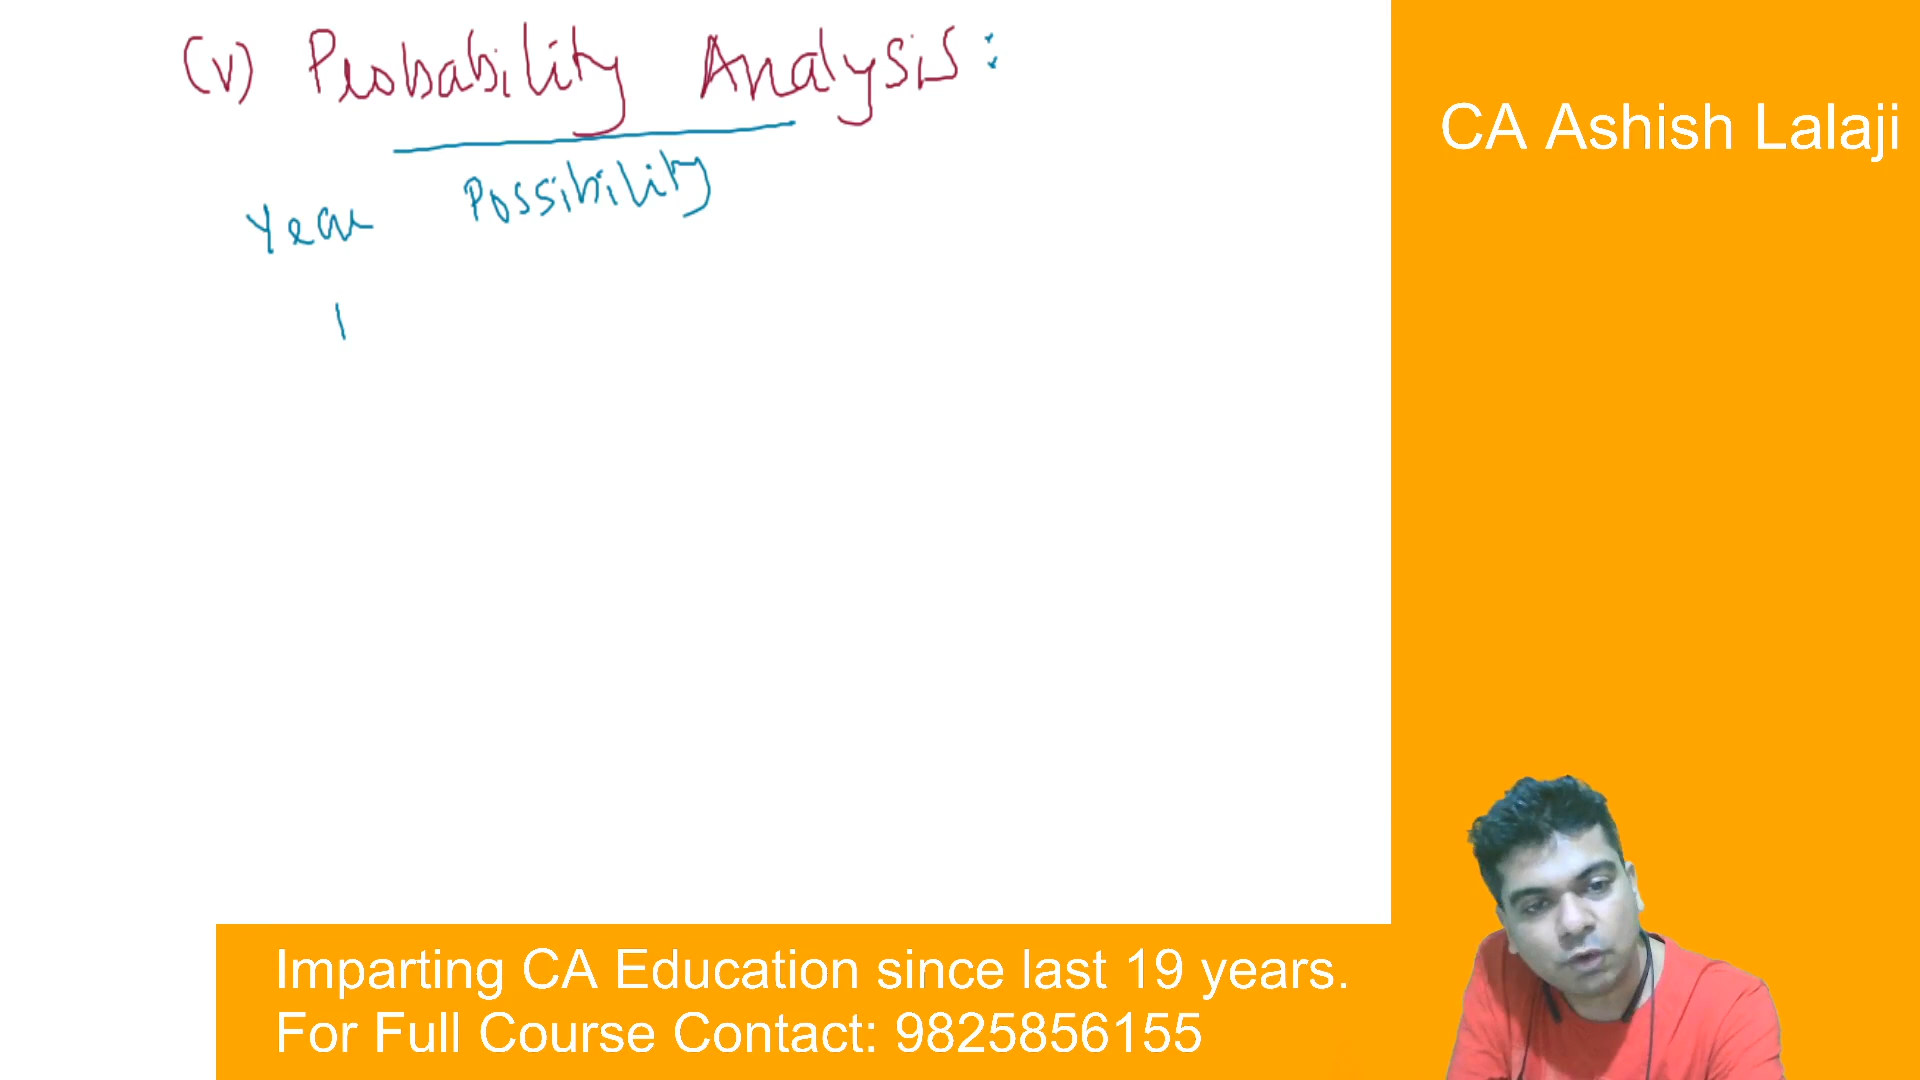 (v) Probability Analysis:
Year Possibility
1
CA Ashish Lalaji
Imparting CA Education since last 19 years.
For Full Course Contact: 9825856155